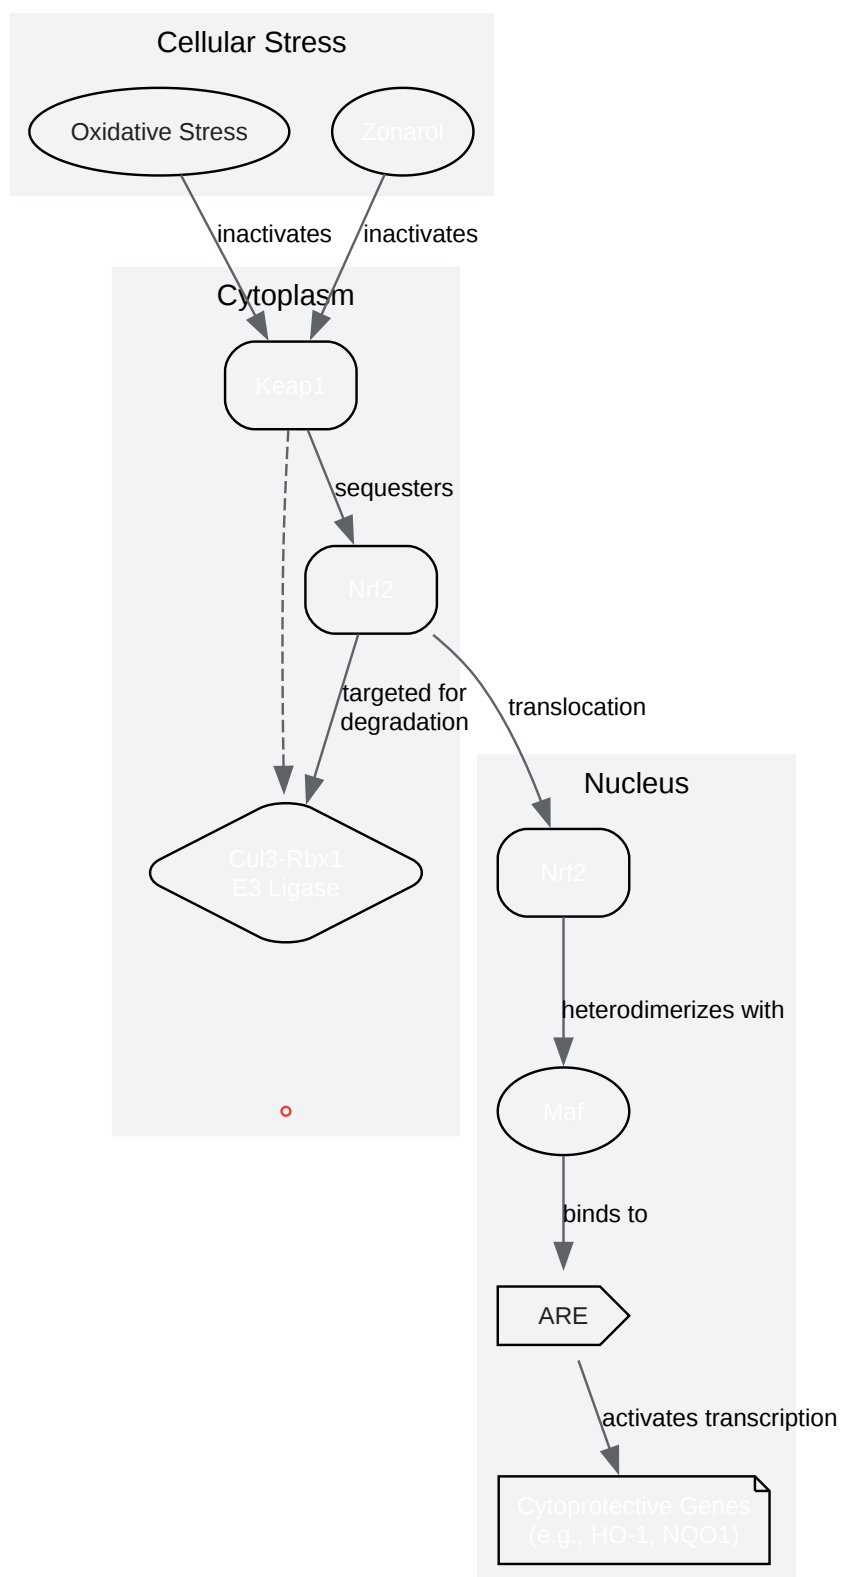 Cellular Stress
Oxidative Stress
Zonarol
inactivates
inactivates
Cytoplasm
Keap1
sequesters
Nrf2
targeted for
degradation
translocation
Nucleus
Cul3-Rbx1
E3 Ligase
Nrf2
heterodimerizes with
Maf
binds to
ARE
activates transcription
Cytoprotective Genes
(e.g., HO-1, NQO1)